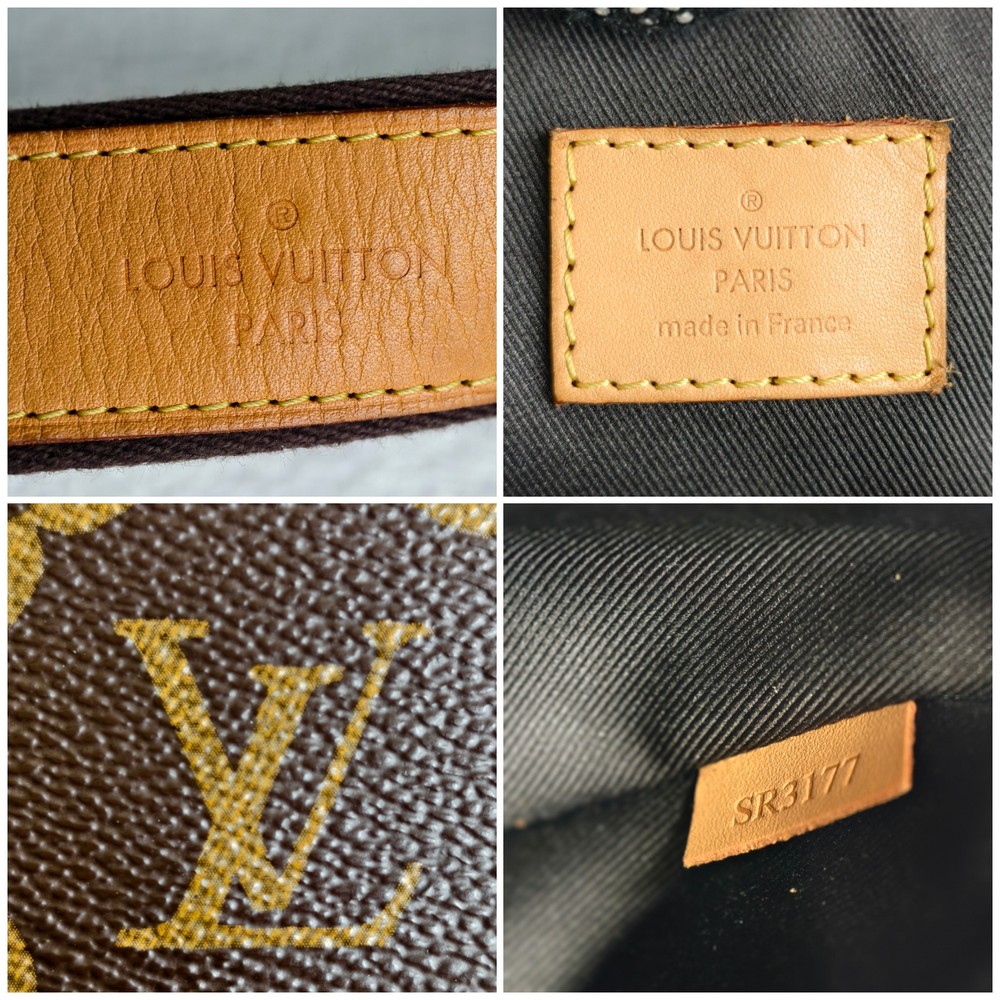 ®
LOUIS VUITTON
PARIS
®
LOUIS VUITTON
PARIS
made in France
LV
SR3177